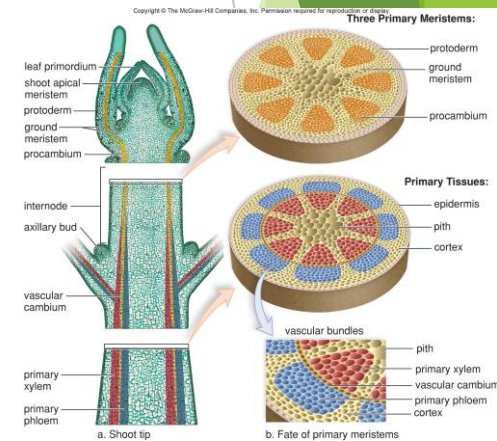 Copyright © The McGraw-Hill Companies, Inc. Permission required for reproduction or display.
Three Primary Meristems:
leaf primordium
shoot apical
meristem
protoderm
ground
meristem
procambium
protoderm
ground
meristem
procambium
internode
axillary bud
vascular
cambium
Primary Tissues:
epidermis
pith
cortex
vascular bundles
primary
xylem
primary
phloem
pith
primary xylem
vascular cambium
primary phloem
cortex
a. Shoot tip
b. Fate of primary meristems